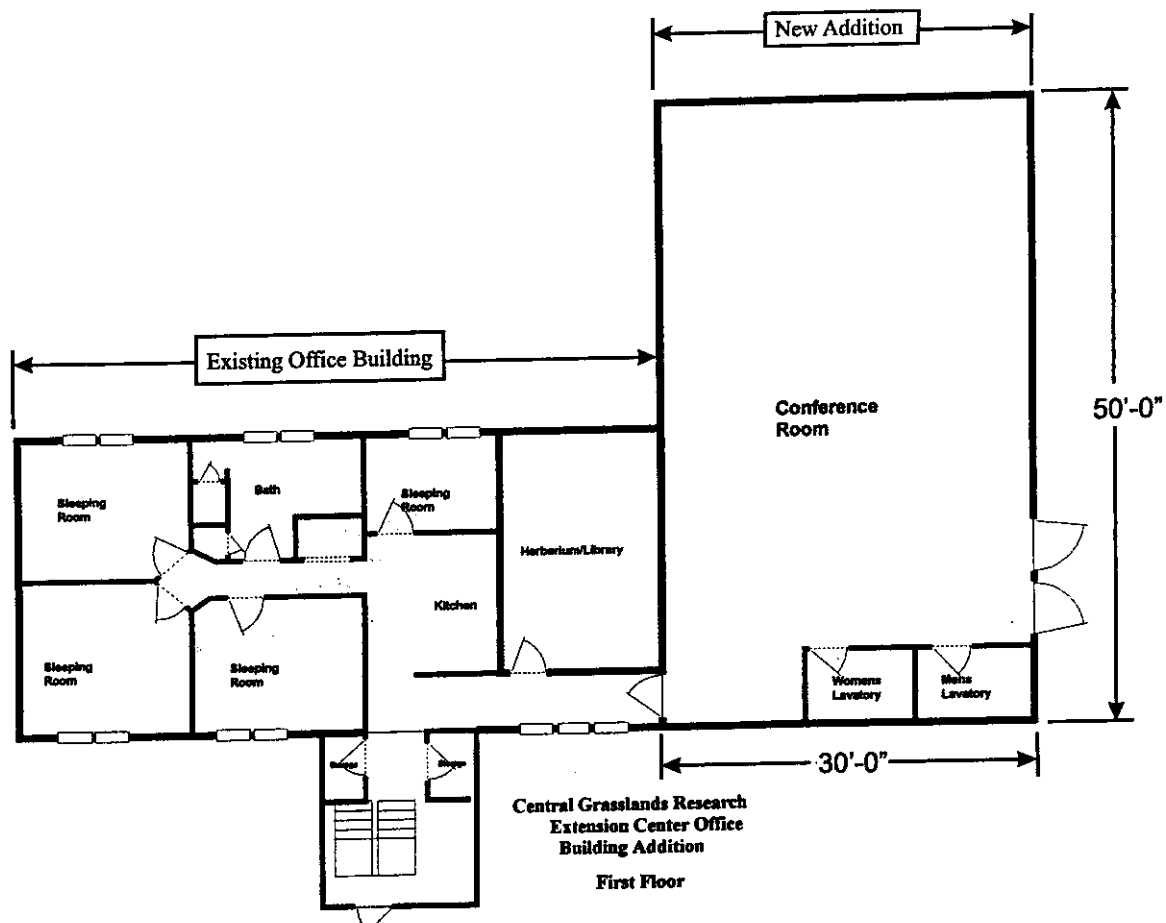 New Addition
Existing Office Building
50'-0"
Conference
Room
Sleeping
Room
Bath
Sleeping
Room
Herberium/Library
Kitchen
Sleeping
Room
Sleeping
Room
Womens
Lavatory
Mens
Lavatory
30'-0"
Central Grasslands Research
Extension Center Office
Building Addition
First Floor